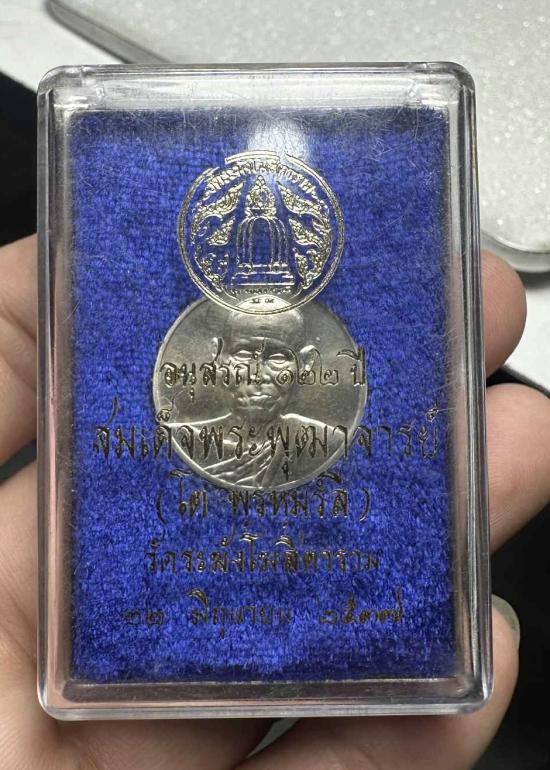 อนุสรณ์ ๑๒๒ ปี
สมเด็จพระพุฒาจารย์
(โต พฺรหฺมรํสี)
วัดระฆังโฆสิตาราม
๒๒ มิถุนายน ๒๕๓๗